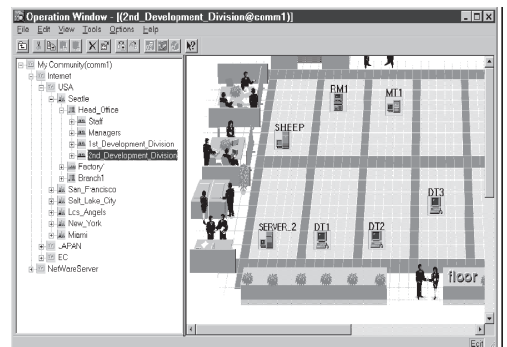 Operation Window - [(2nd_Development_Division@comm1)]
File Edit View Tools Options Help
My Community(comm1)
Internet
USA
Seatle
Head_Office
Staff
Managers
1st_Development_Division
2nd_Development_Division
Factory
Branch1
San_Francisco
Salt_Lake_City
Los_Angels
New_York
Miami
JAPAN
EC
NetWareServer
RM1
MT1
SHEEP
DT3
SERVER_2
DT1
DT2
floor
Edit